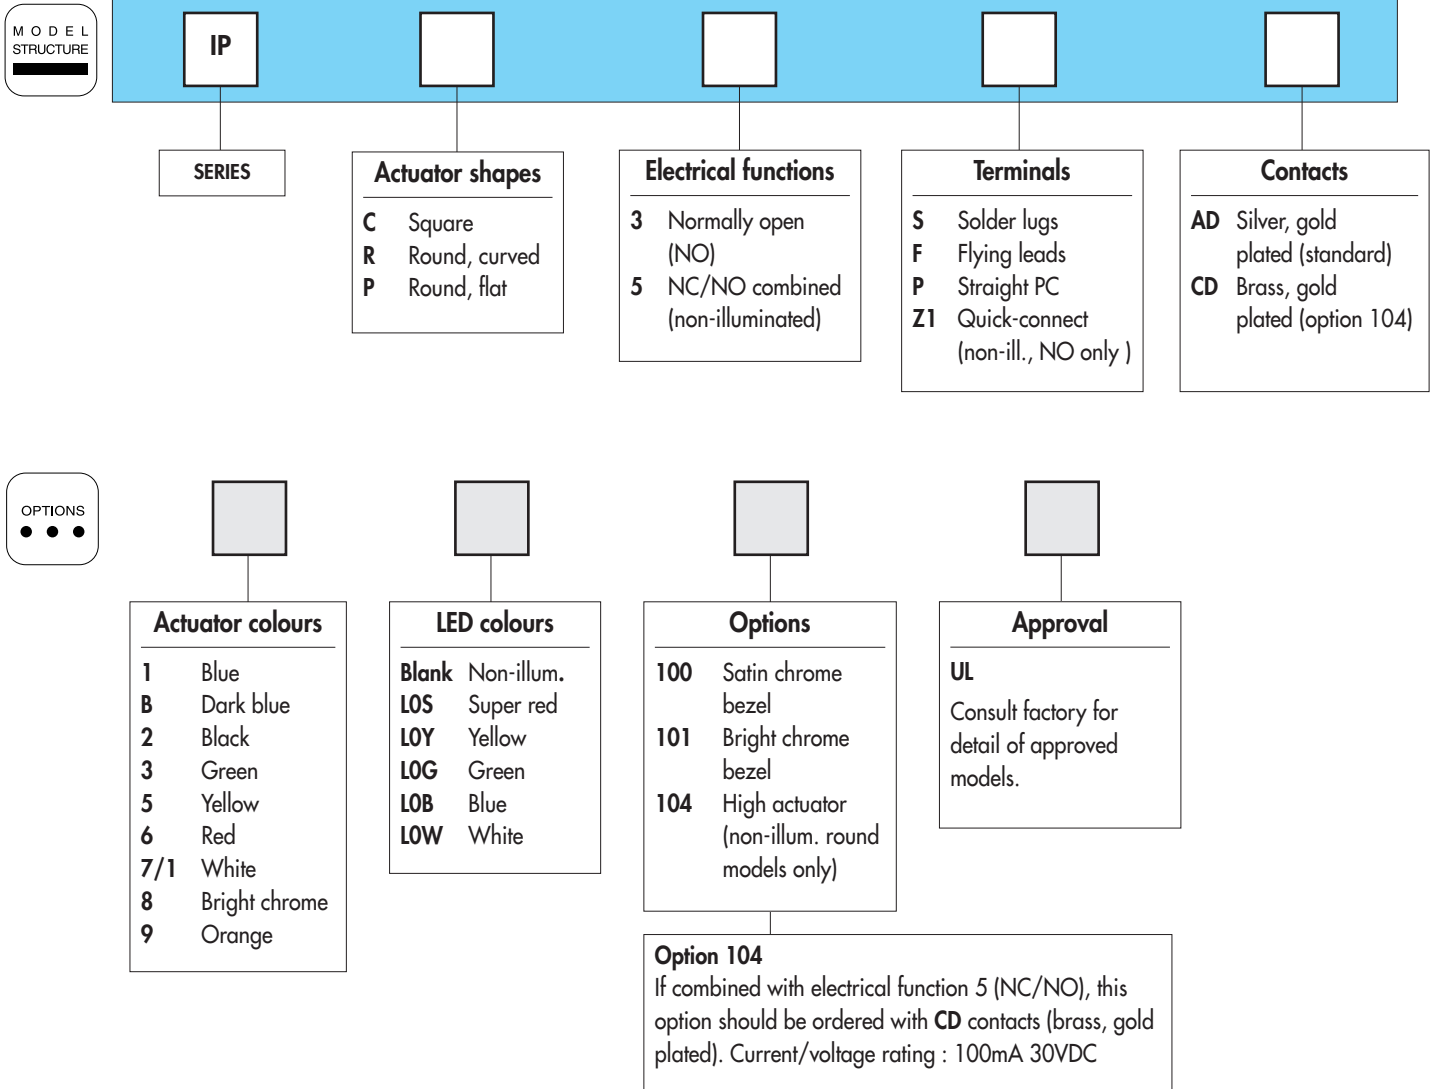 MODEL
STRUCTURE
IP
SERIES
Actuator shapes
C Square
R Round, curved
P Round, flat
Electrical functions
3 Normally open
(NO)
5 NC/NO combined
(non-illuminated)
Terminals
S Solder lugs
F Flying leads
P Straight PC
Z1 Quick-connect
(non-ill., NO only )
Contacts
AD Silver, gold
plated (standard)
CD Brass, gold
plated (option 104)
OPTIONS
Actuator colours
1 Blue
B Dark blue
2 Black
3 Green
5 Yellow
6 Red
7/1 White
8 Bright chrome
9 Orange
LED colours
Blank Non-illum.
L0S Super red
L0Y Yellow
L0G Green
L0B Blue
L0W White
Options
100 Satin chrome
bezel
101 Bright chrome
bezel
104 High actuator
(non-illum. round
models only)
Approval
UL
Consult factory for
detail of approved
models.
Option 104
If combined with electrical function 5 (NC/NO), this
option should be ordered with CD contacts (brass, gold
plated). Current/voltage rating : 100mA 30VDC